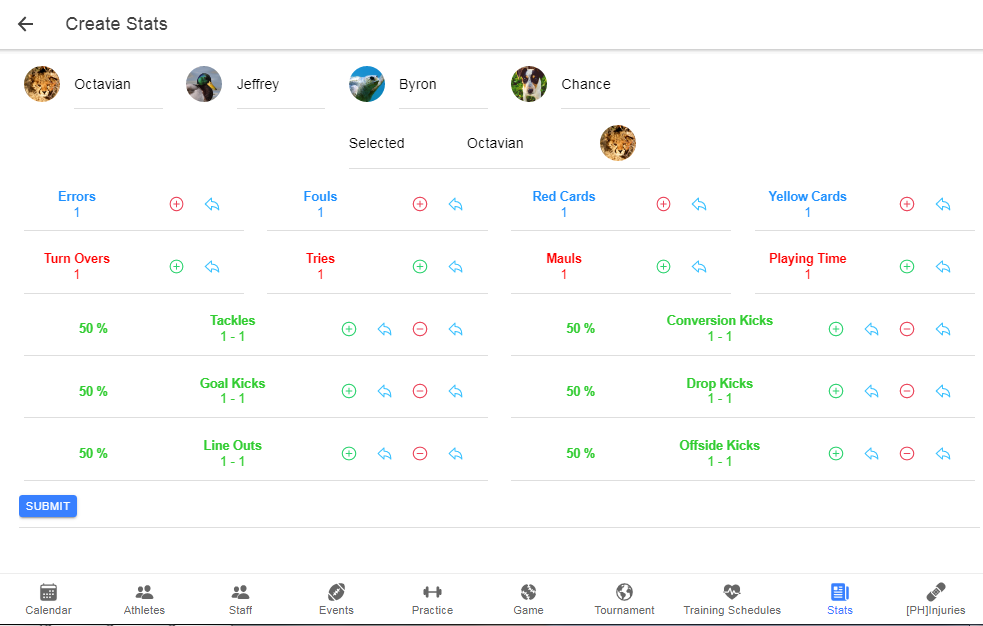 Create Stats
Octavian Jeffrey Byron Chance
Selected Octavian
Errors Fouls Red Cards Yellow Cards
1 1 1 1
Turn Overs Tries Mauls Playing Time
1 1 1 1
50 % Tackles 50 % Conversion Kicks
1 - 1 1 - 1
50 % Goal Kicks 50 % Drop Kicks
1 - 1 1 - 1
50 % Line Outs 50 % Offside Kicks
1 - 1 1 - 1
SUBMIT
Calendar Athletes Staff Events Practice Game Tournament Training Schedules Stats [PH]Injuries